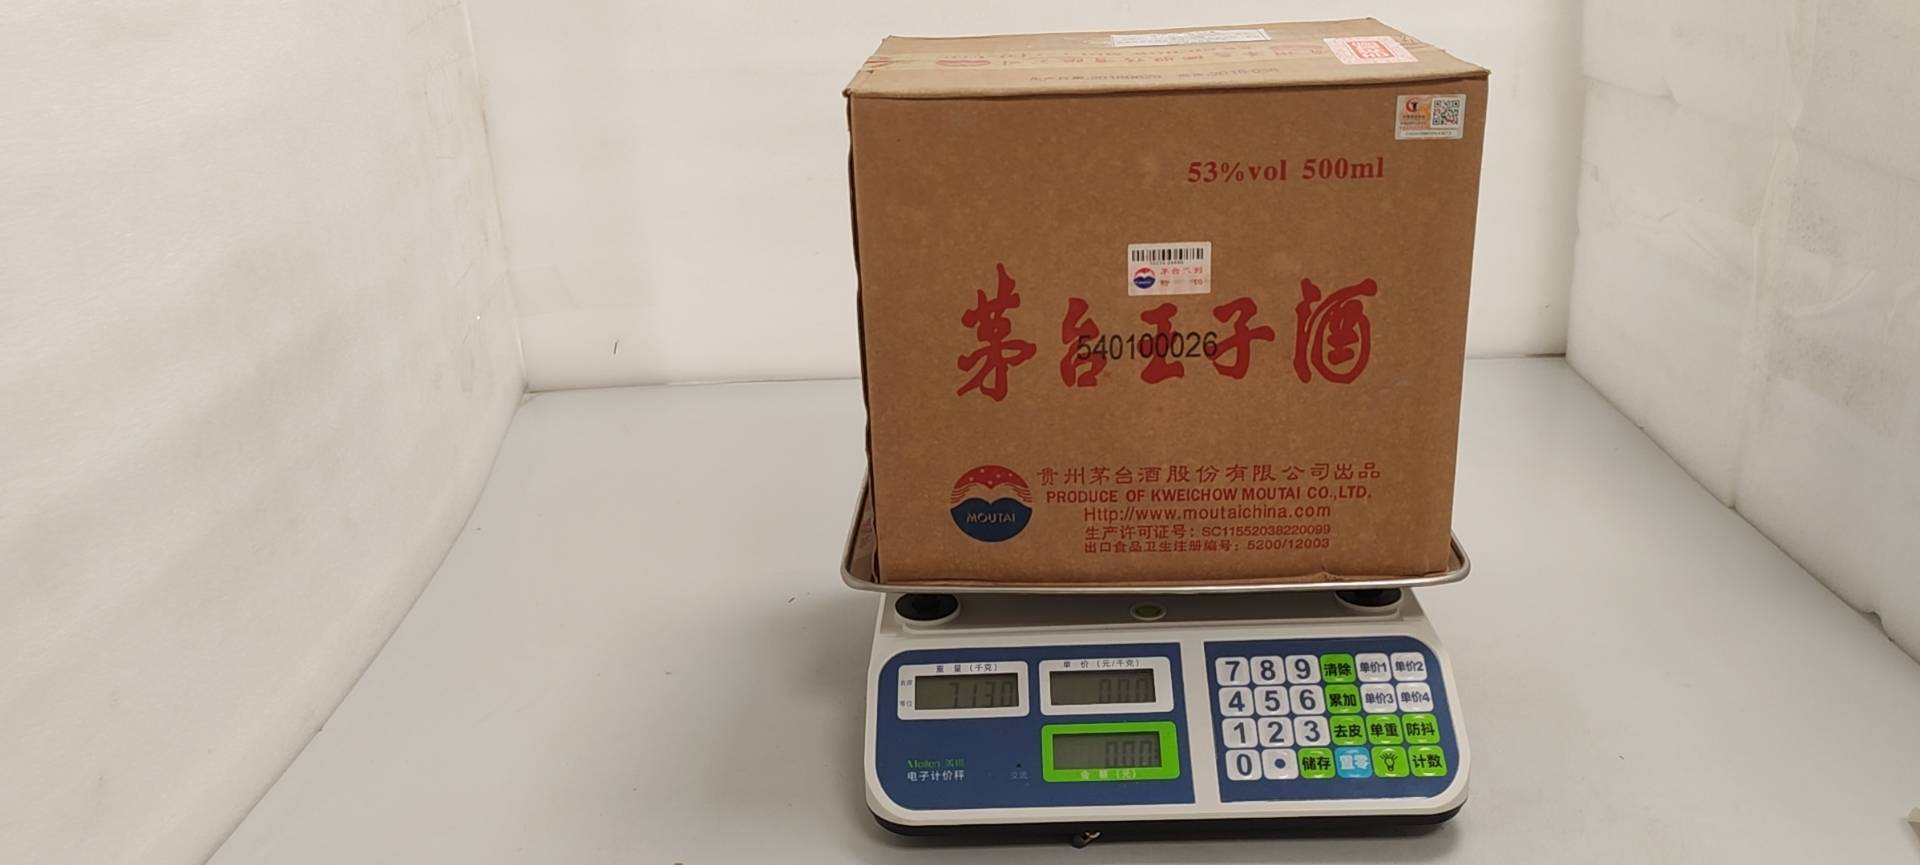 53%vol 500ml
茅台王子酒
540100026
MOUTAI
贵州茅台酒股份有限公司出品
PRODUCE OF KWEICHOW MOUTAI CO.,LTD.
Http://www.moutaichina.com
生产许可证号：SC11552038220099
出口食品卫生注册编号：5200/12003
重 量（千克）
单 价（元/千克）
7.130
0.00
0.00
金 额（元）
电子计价秤
交流
7 8 9 清除 单价1 单价2
4 5 6 累加 单价3 单价4
1 2 3 去皮 单重 防抖
0 • 储存 置零 计数